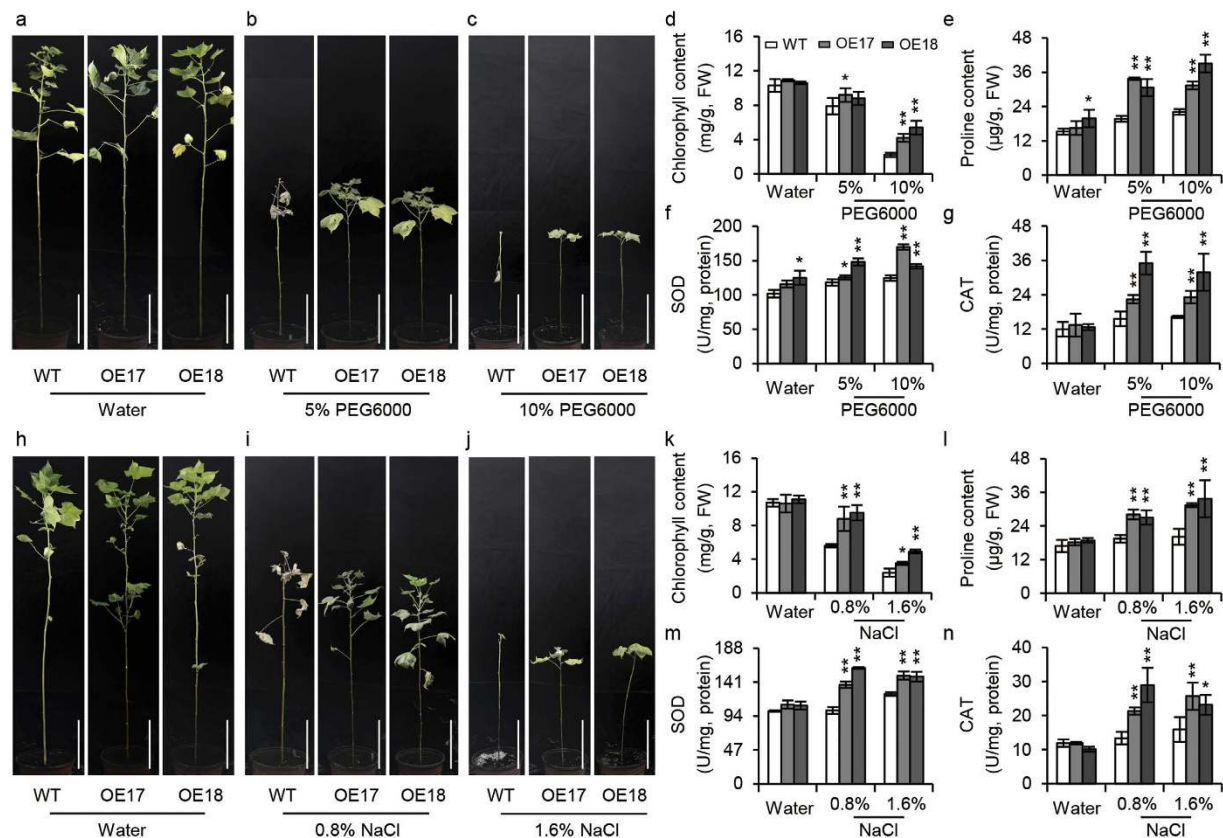 a b c d e
WT OE17 OE18
Chlorophyll content
(mg/g, FW)
16
12
8
4
0
* ** **
Water 5% 10%
PEG6000
Proline content
(µg/g, FW)
48
36
24
12
0
* ** ** ** **
Water 5% 10%
PEG6000
f g
SOD
(U/mg, protein)
200
150
100
50
0
* * ** ** **
Water 5% 10%
PEG6000
CAT
(U/mg, protein)
48
36
24
12
0
** ** ** **
Water 5% 10%
PEG6000
WT OE17 OE18 WT OE17 OE18 WT OE17 OE18
Water 5% PEG6000 10% PEG6000
h i j k l
Chlorophyll content
(mg/g, FW)
16
12
8
4
0
** ** * **
Water 0.8% 1.6%
NaCl
Proline content
(µg/g, FW)
48
36
24
12
0
** ** ** **
Water 0.8% 1.6%
NaCl
m n
SOD
(U/mg, protein)
188
141
94
47
0
** ** ** **
Water 0.8% 1.6%
NaCl
CAT
(U/mg, protein)
40
30
20
10
0
** ** ** *
Water 0.8% 1.6%
NaCl
WT OE17 OE18 WT OE17 OE18 WT OE17 OE18
Water 0.8% NaCl 1.6% NaCl